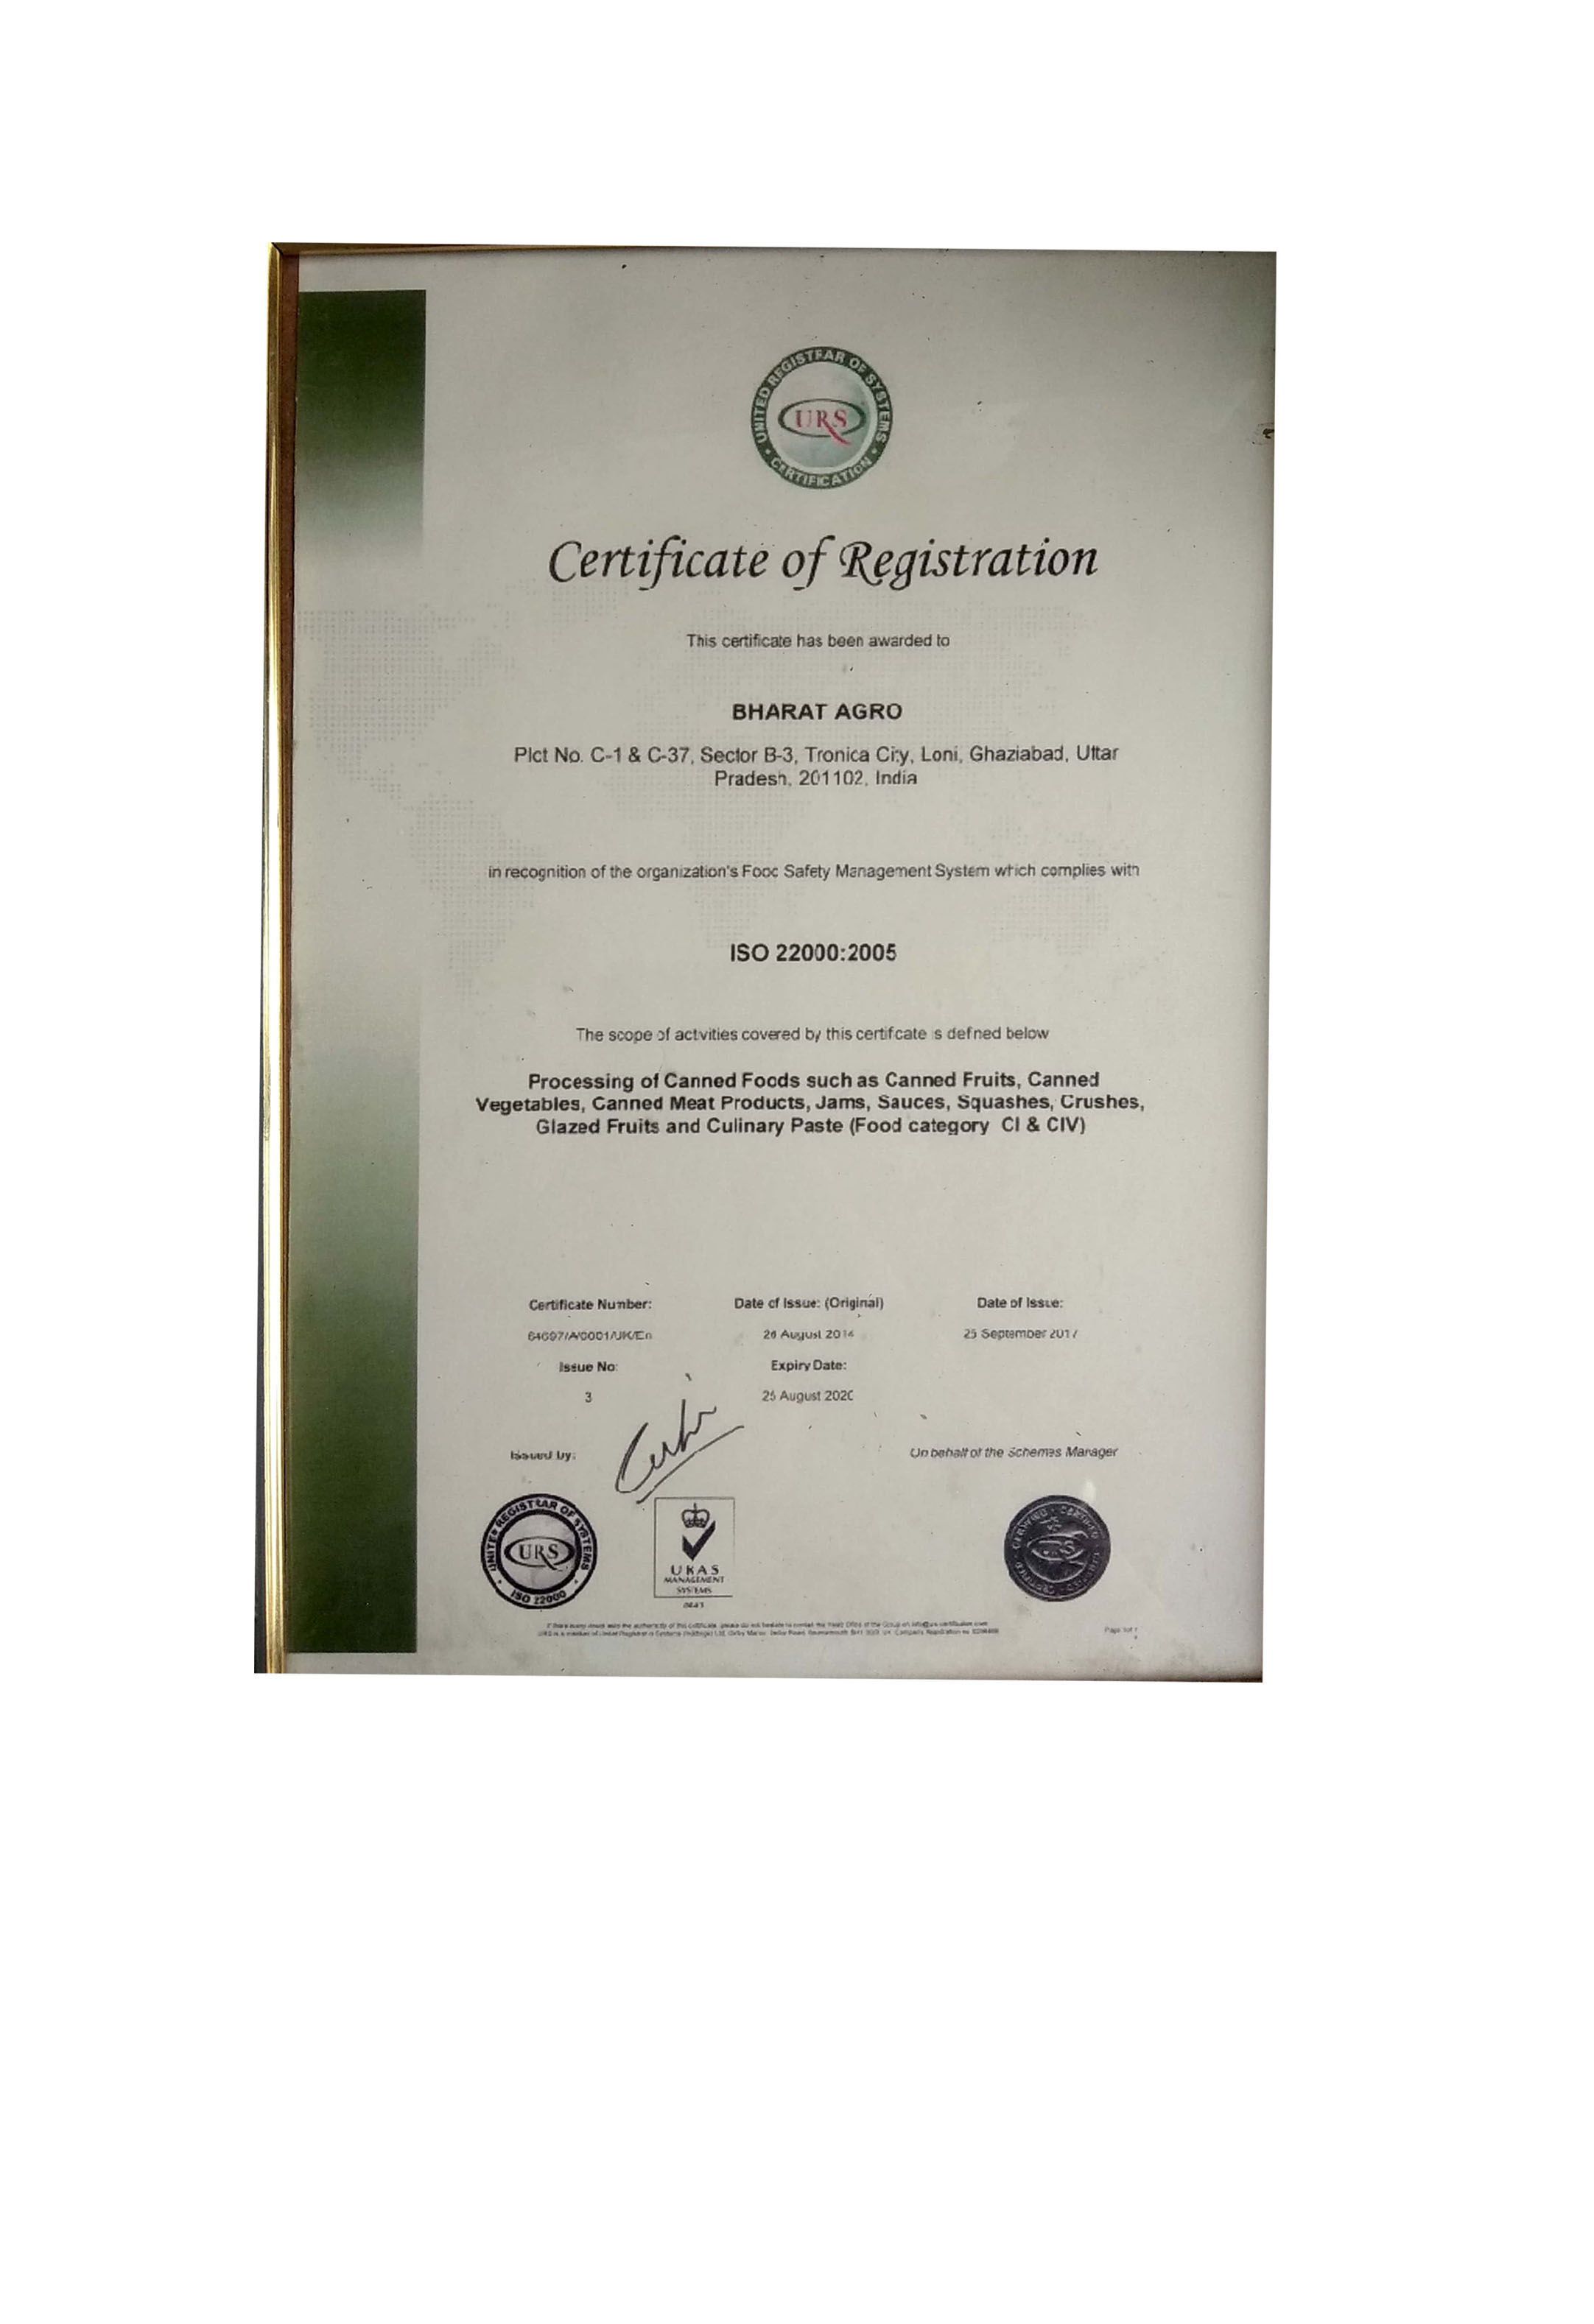 UNITED REGISTRAR OF SYSTEMS
URS
CERTIFICATION
Certificate of Registration
This certificate has been awarded to
BHARAT AGRO
Plot No. C-1 & C-37, Sector B-3, Tronica City, Loni, Ghaziabad, Uttar
Pradesh, 201102, India
in recognition of the organization's Food Safety Management System which complies with
ISO 22000:2005
The scope of activities covered by this certificate is defined below
Processing of Canned Foods such as Canned Fruits, Canned
Vegetables, Canned Meat Products, Jams, Sauces, Squashes, Crushes,
Glazed Fruits and Culinary Paste (Food category CI & CIV)
Certificate Number: Date of Issue: (Original) Date of Issue:
August September 2017
Issue No: Expiry Date:
3 August 2020
Issued by: On behalf of the Schemes Manager
UNITED REGISTRAR OF SYSTEMS
URS
ISO 22000
UKAS
MANAGEMENT
SYSTEMS
URS